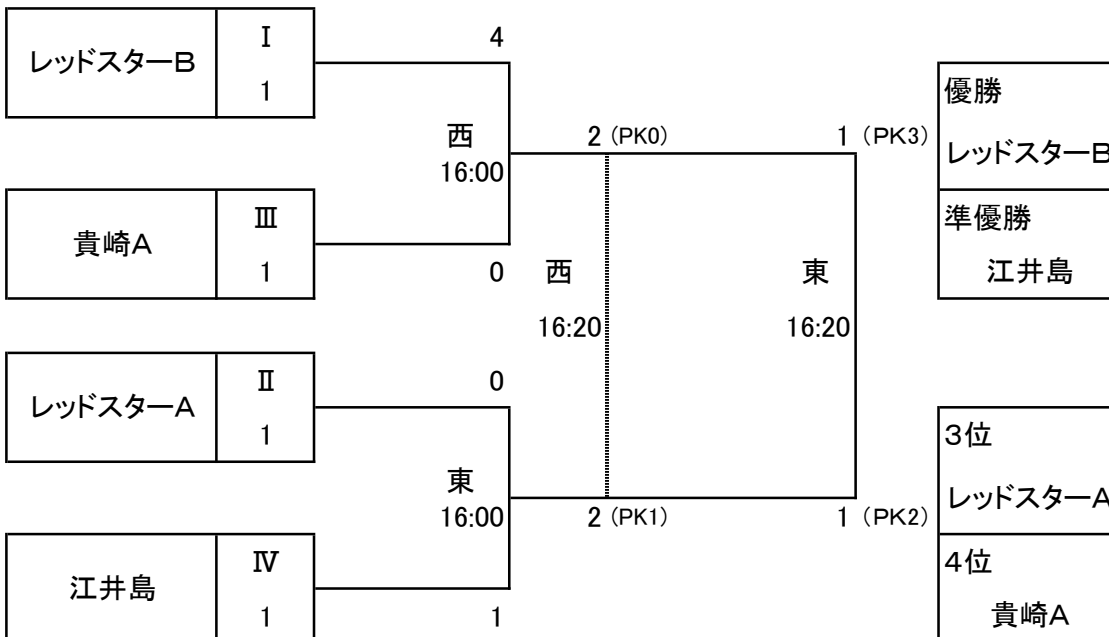 レッドスターB
Ⅰ
1
4
西
16:00
貴崎A
Ⅲ
1
0
レッドスターA
Ⅱ
1
0
東
16:00
江井島
Ⅳ
1
1
2 (PK0)
西
16:20
2 (PK1)
1 (PK3)
東
16:20
1 (PK2)
優勝
レッドスターB
準優勝
江井島
3位
レッドスターA
4位
貴崎A